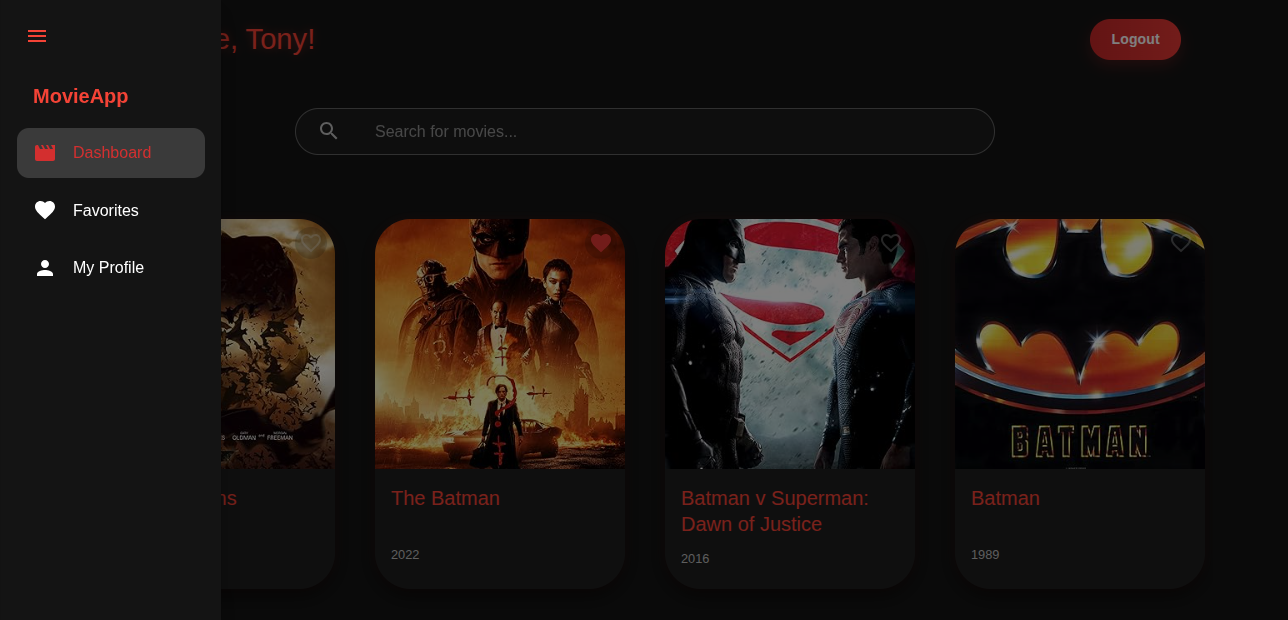 e, Tony!
Logout
MovieApp
Search for movies...
Dashboard
Favorites
My Profile
OLDMAN AND FREEMAN
BATMAN
ns
The Batman
Batman v Superman:
Dawn of Justice
Batman
2022
2016
1989